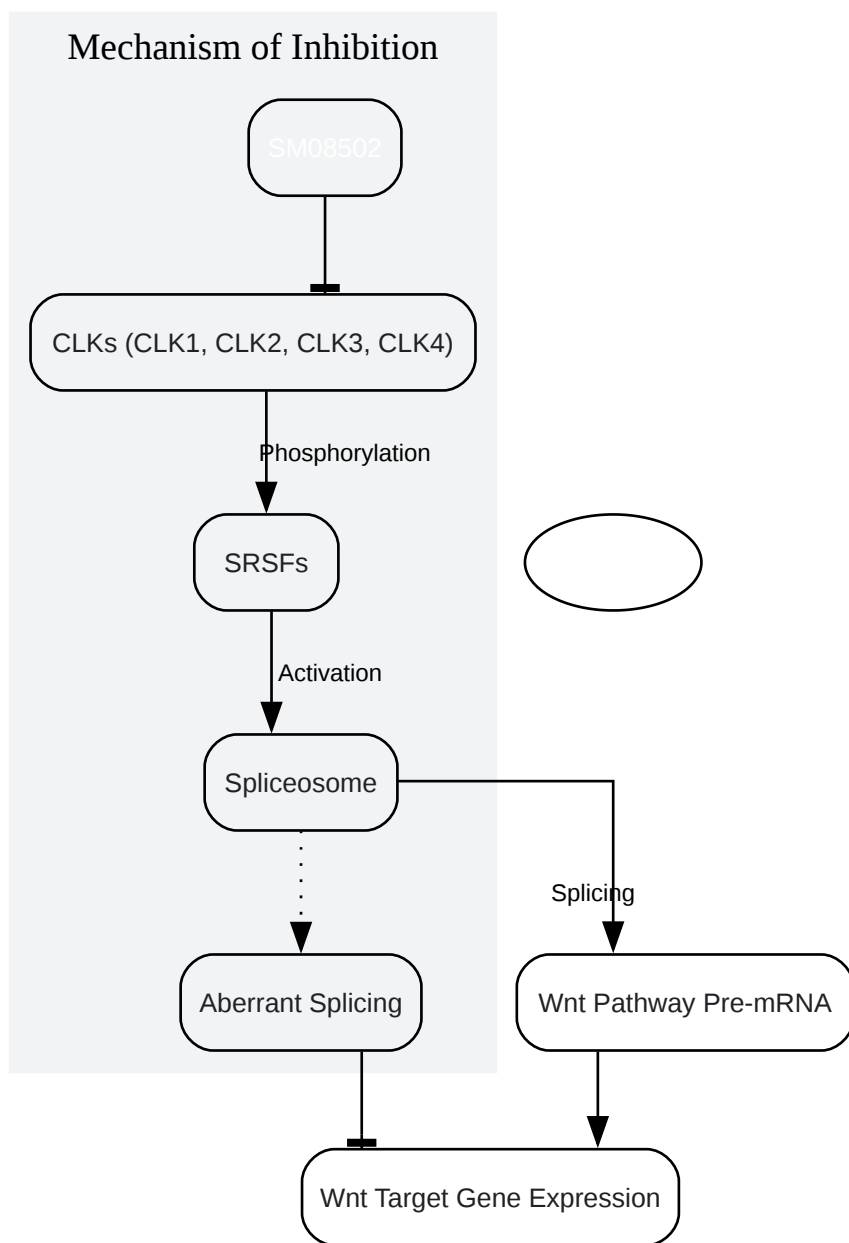 Mechanism of Inhibition
SM08502
CLKs (CLK1, CLK2, CLK3, CLK4)
Phosphorylation
SRSFs
Activation
Spliceosome
Splicing
Aberrant Splicing
Wnt Pathway Pre-mRNA
Wnt Target Gene Expression